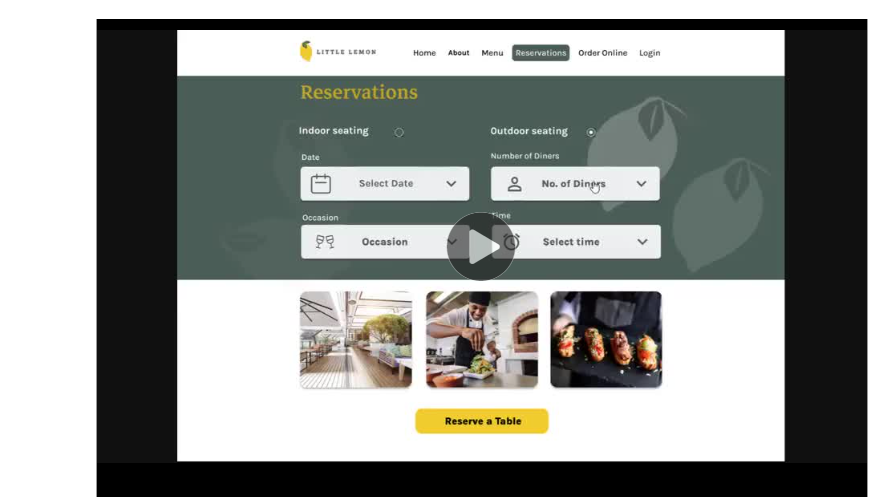 LITTLE LEMON Home About Menu Reservations Order Online Login
Reservations
Indoor seating Outdoor seating
Date Number of Diners
Select Date No. of Diners
Occasion Time
Occasion Select time
Reserve a Table